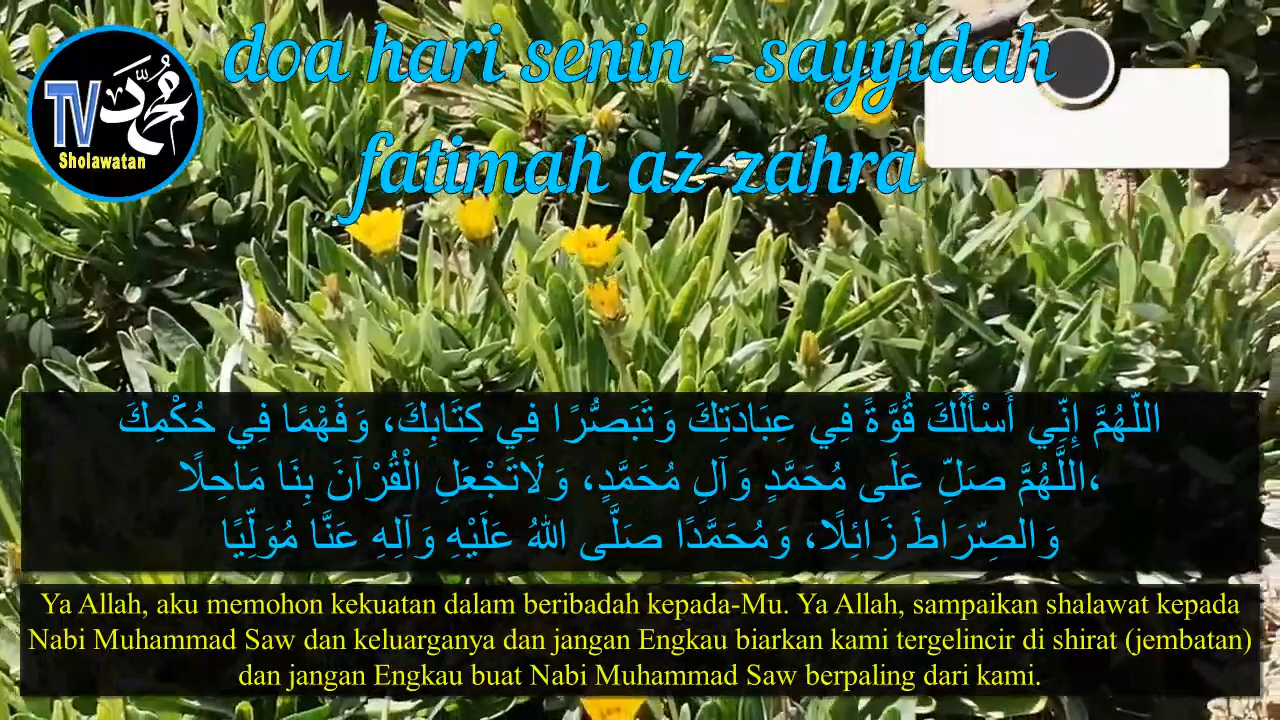 doa hari senin - sayyidah
fatimah az-zahra
محمد
TV
Sholawatan
اللّهُمَّ إِنِّي أَسْأَلُكَ قُوَّةً فِي عِبَادَتِكَ وَتَبَصُّرًا فِي كِتَابِكَ، وَفَهْمًا فِي حُكْمِكَ
،اللَّهُمَّ صَلِّ عَلَى مُحَمَّدٍ وَآلِ مُحَمَّدٍ، وَلَاتَجْعَلِ الْقُرْآنَ بِنَا مَاحِلًا
وَالصِّرَاطَ زَائِلًا، وَمُحَمَّدًا صَلَّى اللهُ عَلَيْهِ وَآلِهِ عَنَّا مُوَلِّيًا
Ya Allah, aku memohon kekuatan dalam beribadah kepada-Mu. Ya Allah, sampaikan shalawat kepada
Nabi Muhammad Saw dan keluarganya dan jangan Engkau biarkan kami tergelincir di shirat (jembatan)
dan jangan Engkau buat Nabi Muhammad Saw berpaling dari kami.